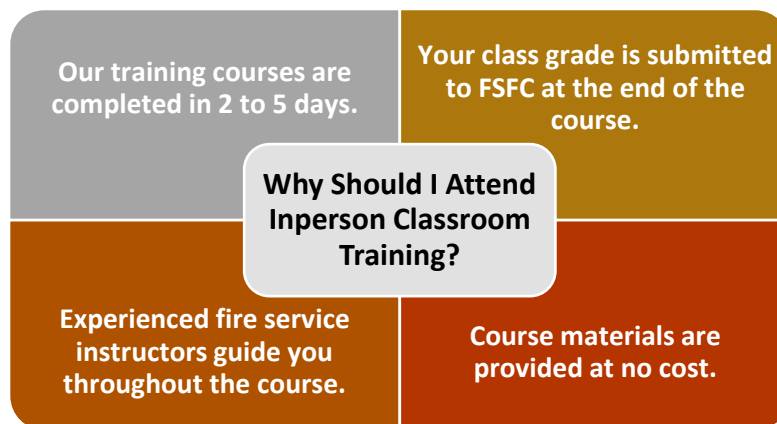 Our training courses are
completed in 2 to 5 days.
Your class grade is submitted
to FSFC at the end of the
course.
Why Should I Attend
Inperson Classroom
Training?
Experienced fire service
instructors guide you
throughout the course.
Course materials are
provided at no cost.